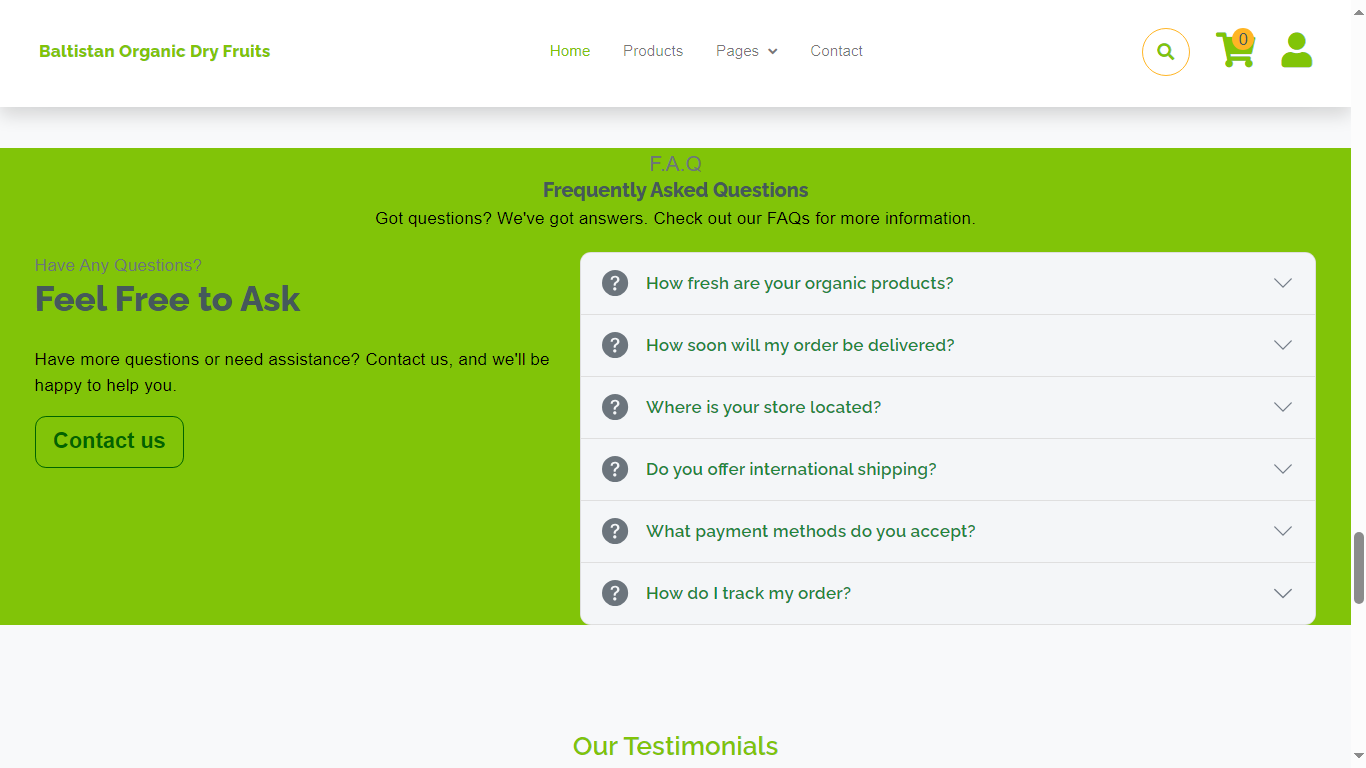 Baltistan Organic Dry Fruits
Home
Products
Pages
Contact
0
F.A.Q
Frequently Asked Questions
Got questions? We've got answers. Check out our FAQs for more information.
Have Any Questions?
Feel Free to Ask
Have more questions or need assistance? Contact us, and we'll be
happy to help you.
Contact us
? How fresh are your organic products?
? How soon will my order be delivered?
? Where is your store located?
? Do you offer international shipping?
? What payment methods do you accept?
? How do I track my order?
Our Testimonials